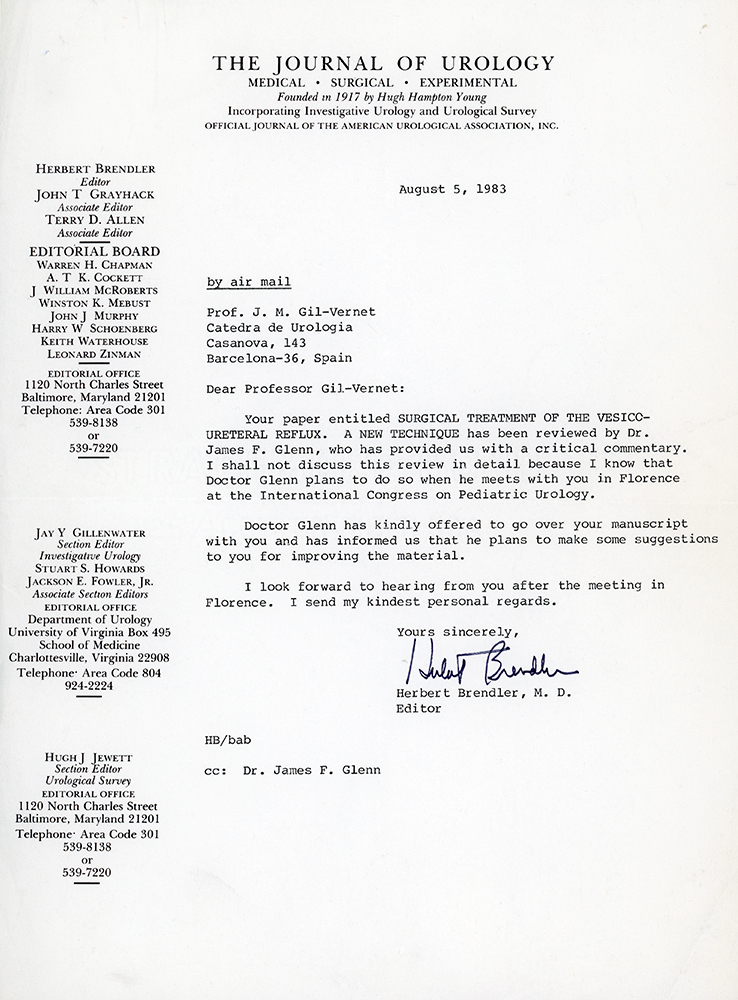 THE JOURNAL OF UROLOGY
MEDICAL • SURGICAL • EXPERIMENTAL
Founded in 1917 by Hugh Hampton Young
Incorporating Investigative Urology and Urological Survey
OFFICIAL JOURNAL OF THE AMERICAN UROLOGICAL ASSOCIATION, INC.
HERBERT BRENDLER
Editor
JOHN T GRAYHACK
Associate Editor
TERRY D. ALLEN
Associate Editor
EDITORIAL BOARD
WARREN H. CHAPMAN
A. T K. COCKETT
J WILLIAM MCROBERTS
WINSTON K. MEBUST
JOHN J MURPHY
HARRY W SCHOENBERG
KEITH WATERHOUSE
LEONARD ZINMAN
EDITORIAL OFFICE
1120 North Charles Street
Baltimore, Maryland 21201
Telephone: Area Code 301
539-8138
or
539-7220
JAY Y GILLENWATER
Section Editor
Investigative Urology
STUART S. HOWARDS
JACKSON E. FOWLER, JR.
Associate Section Editors
EDITORIAL OFFICE
Department of Urology
University of Virginia Box 495
School of Medicine
Charlottesville, Virginia 22908
Telephone· Area Code 804
924-2224
HUGH J JEWETT
Section Editor
Urological Survey
EDITORIAL OFFICE
1120 North Charles Street
Baltimore, Maryland 21201
Telephone· Area Code 301
539-8138
or
539-7220
August 5, 1983
by air mail
Prof. J. M. Gil-Vernet
Catedra de Urologia
Casanova, 143
Barcelona-36, Spain
Dear Professor Gil-Vernet:
Your paper entitled SURGICAL TREATMENT OF THE VESICO-
URETERAL REFLUX. A NEW TECHNIQUE has been reviewed by Dr.
James F. Glenn, who has provided us with a critical commentary.
I shall not discuss this review in detail because I know that
Doctor Glenn plans to do so when he meets with you in Florence
at the International Congress on Pediatric Urology.
Doctor Glenn has kindly offered to go over your manuscript
with you and has informed us that he plans to make some suggestions
to you for improving the material.
I look forward to hearing from you after the meeting in
Florence. I send my kindest personal regards.
Yours sincerely,
Herbert Brendler
Herbert Brendler, M. D.
Editor
HB/bab
cc: Dr. James F. Glenn